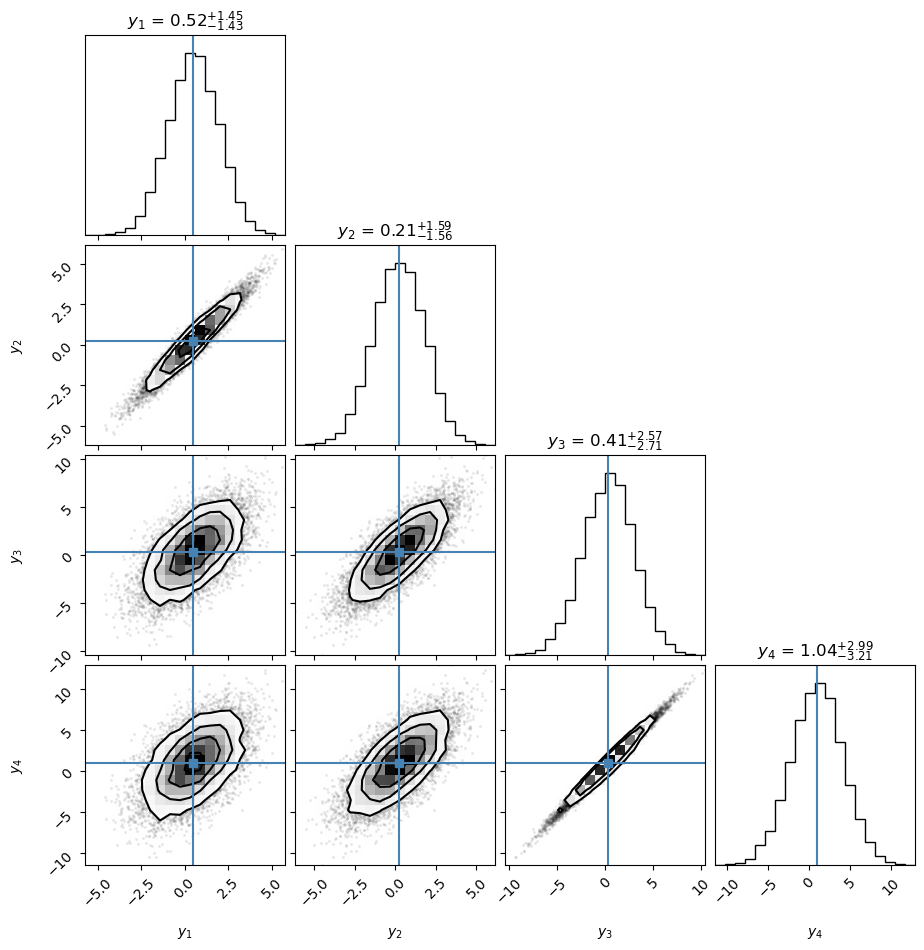 y₁ = 0.52+1.45−1.43
y₂ = 0.21+1.59−1.56
5.0
2.5
0.0
−2.5
−5.0
y₂
y₃ = 0.41+2.57−2.71
10
5
0
−5
−10
y₃
y₄ = 1.04+2.99−3.21
10
5
0
−5
−10
y₄
−5.0 −2.5 0.0 2.5 5.0
−5.0 −2.5 0.0 2.5 5.0
−10 −5 0 5 10
−10 −5 0 5 10
y₁ y₂ y₃ y₄